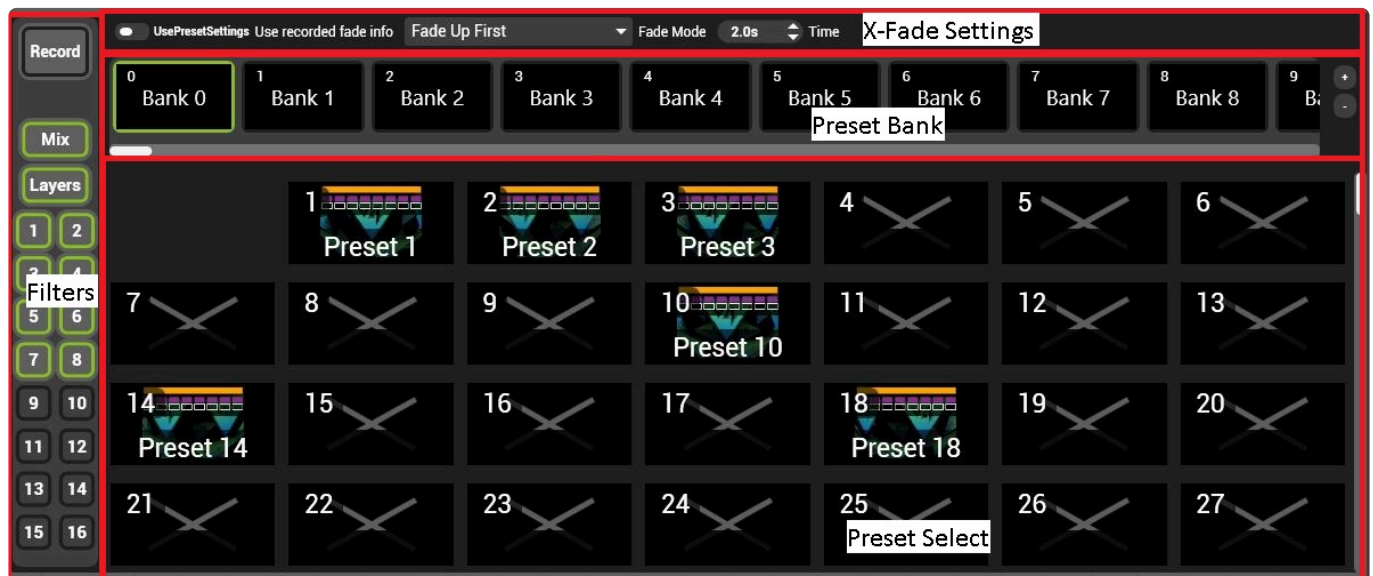 Record
UsePresetSettings Use recorded fade info Fade Up First Fade Mode 2.0s Time X-Fade Settings
0 1 2 3 4 5 6 7 8 9 +
Bank 0 Bank 1 Bank 2 Bank 3 Bank 4 Bank 5 Bank 6 Bank 7 Bank 8 -
Preset Bank
Mix
Layers
1 2
3 4
Filters
5 6
7 8
9 10
11 12
13 14
15 16
1 2 3 4 5 6
Preset 1 Preset 2 Preset 3
7 8 9 10 11 12 13
Preset 10
14 15 16 17 18 19 20
Preset 14 Preset 18
21 22 23 24 25 26 27
Preset Select